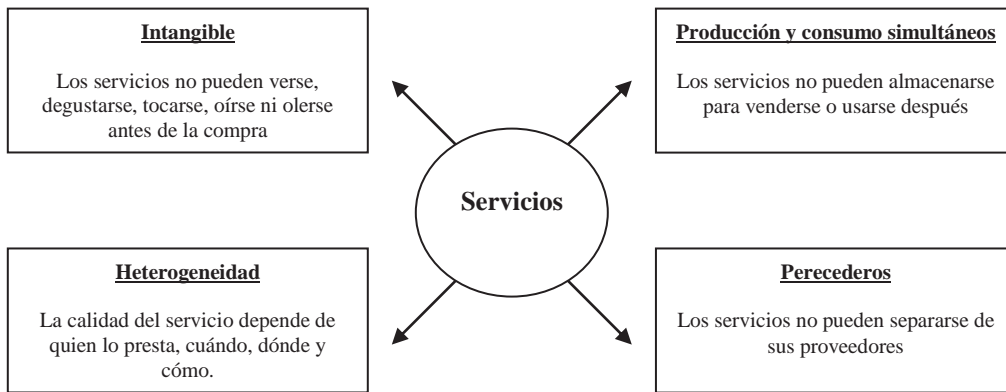 Intangible
Los servicios no pueden verse,
degustarse, tocarse, oírse ni olerse
antes de la compra
Producción y consumo simultáneos
Los servicios no pueden almacenarse
para venderse o usarse después
Servicios
Heterogeneidad
La calidad del servicio depende de
quien lo presta, cuándo, dónde y
cómo.
Perecederos
Los servicios no pueden separarse de
sus proveedores